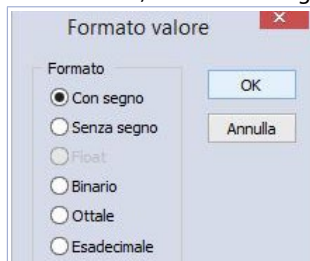 Formato valore
Formato
Con segno
Senza segno
Float
Binario
Ottale
Esadecimale
OK
Annulla